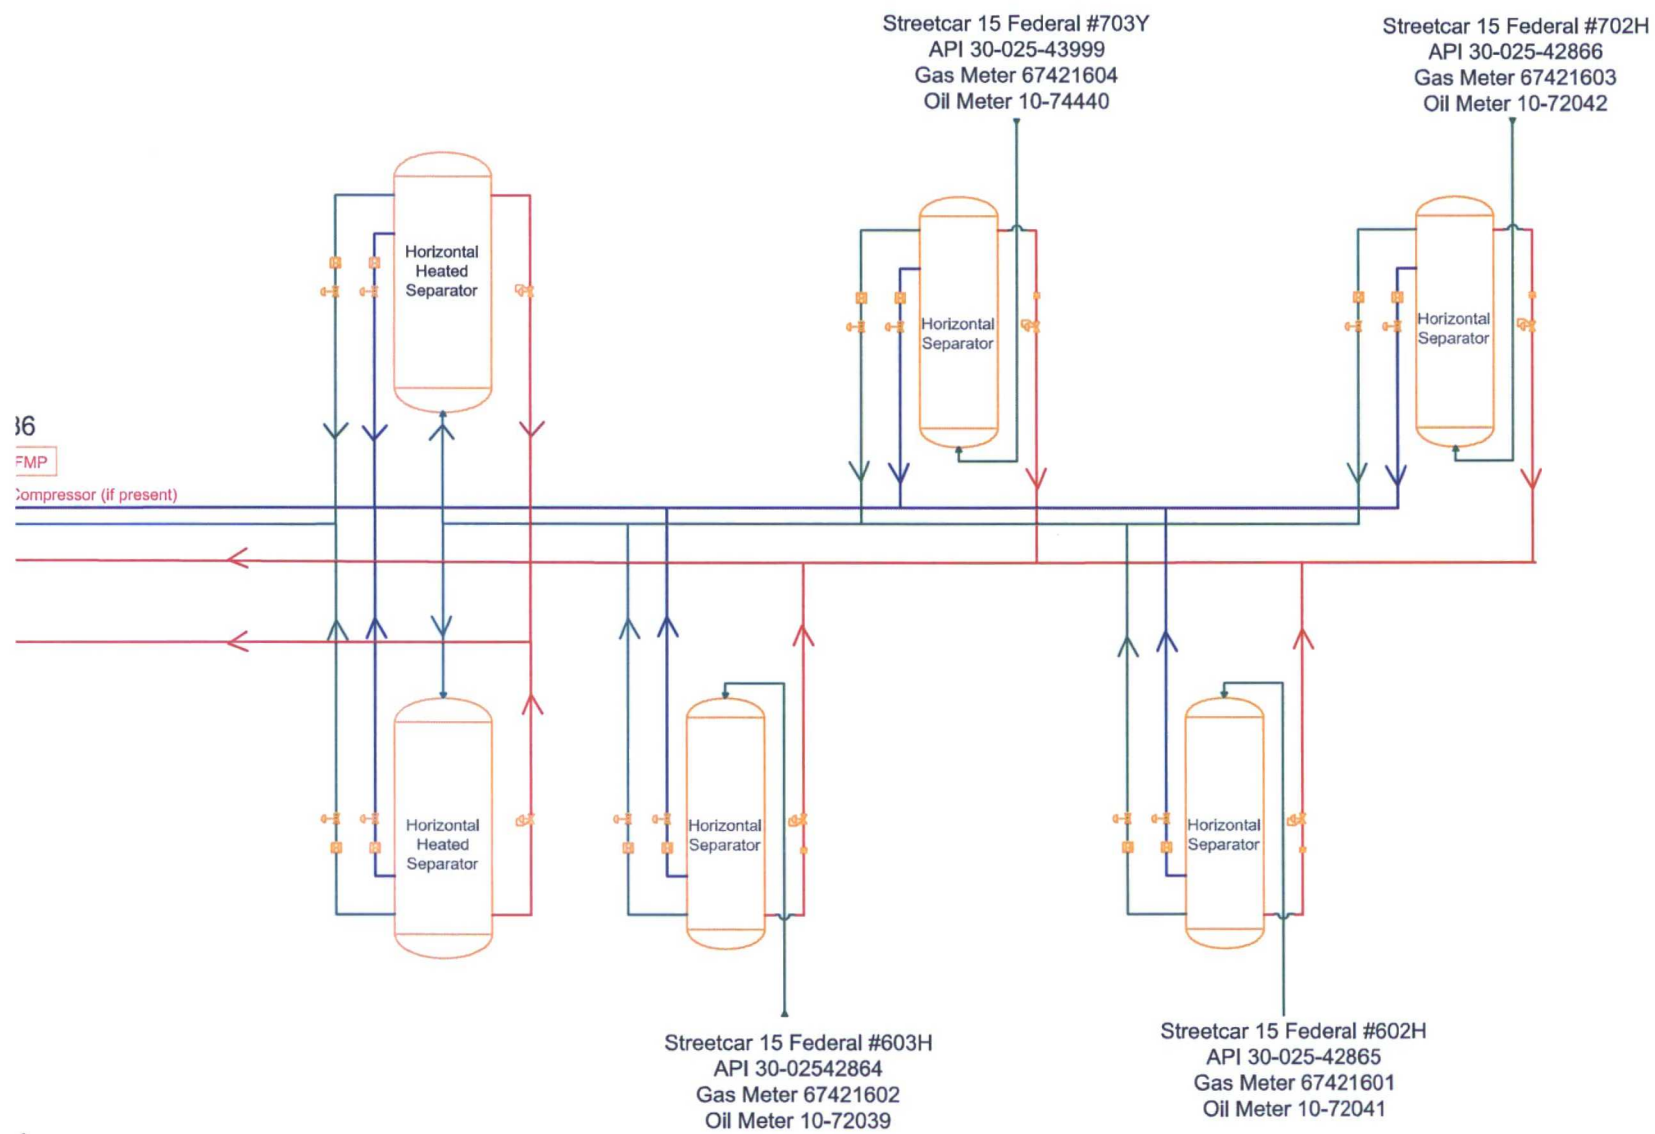 Streetcar 15 Federal #703Y
API 30-025-43999
Gas Meter 67421604
Oil Meter 10-74440
Streetcar 15 Federal #702H
API 30-025-42866
Gas Meter 67421603
Oil Meter 10-72042
Horizontal
Heated
Separator
Horizontal
Separator
Horizontal
Separator
36
FMP
Compressor (if present)
Horizontal
Heated
Separator
Horizontal
Separator
Horizontal
Separator
Streetcar 15 Federal #603H
API 30-02542864
Gas Meter 67421602
Oil Meter 10-72039
Streetcar 15 Federal #602H
API 30-025-42865
Gas Meter 67421601
Oil Meter 10-72041